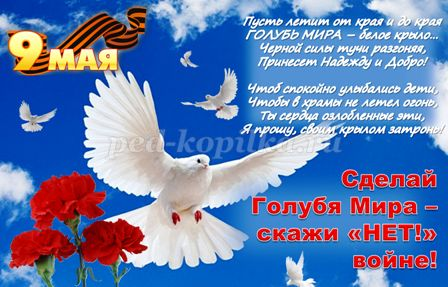 9 МАЯ
Пусть летит от края и до края
ГОЛУБЬ МИРА – белое крыло...
Черной силы тучи разгоняя,
Принесет Надежду и Добро!
Чтоб спокойно улыбались дети,
Чтобы в храмы не летел огонь,
Ты сердца озлобленные эти,
Я прошу, своим крылом затронь!
ped-kopilka.ru
Сделай
Голубя Мира –
скажи «НЕТ!»
войне!